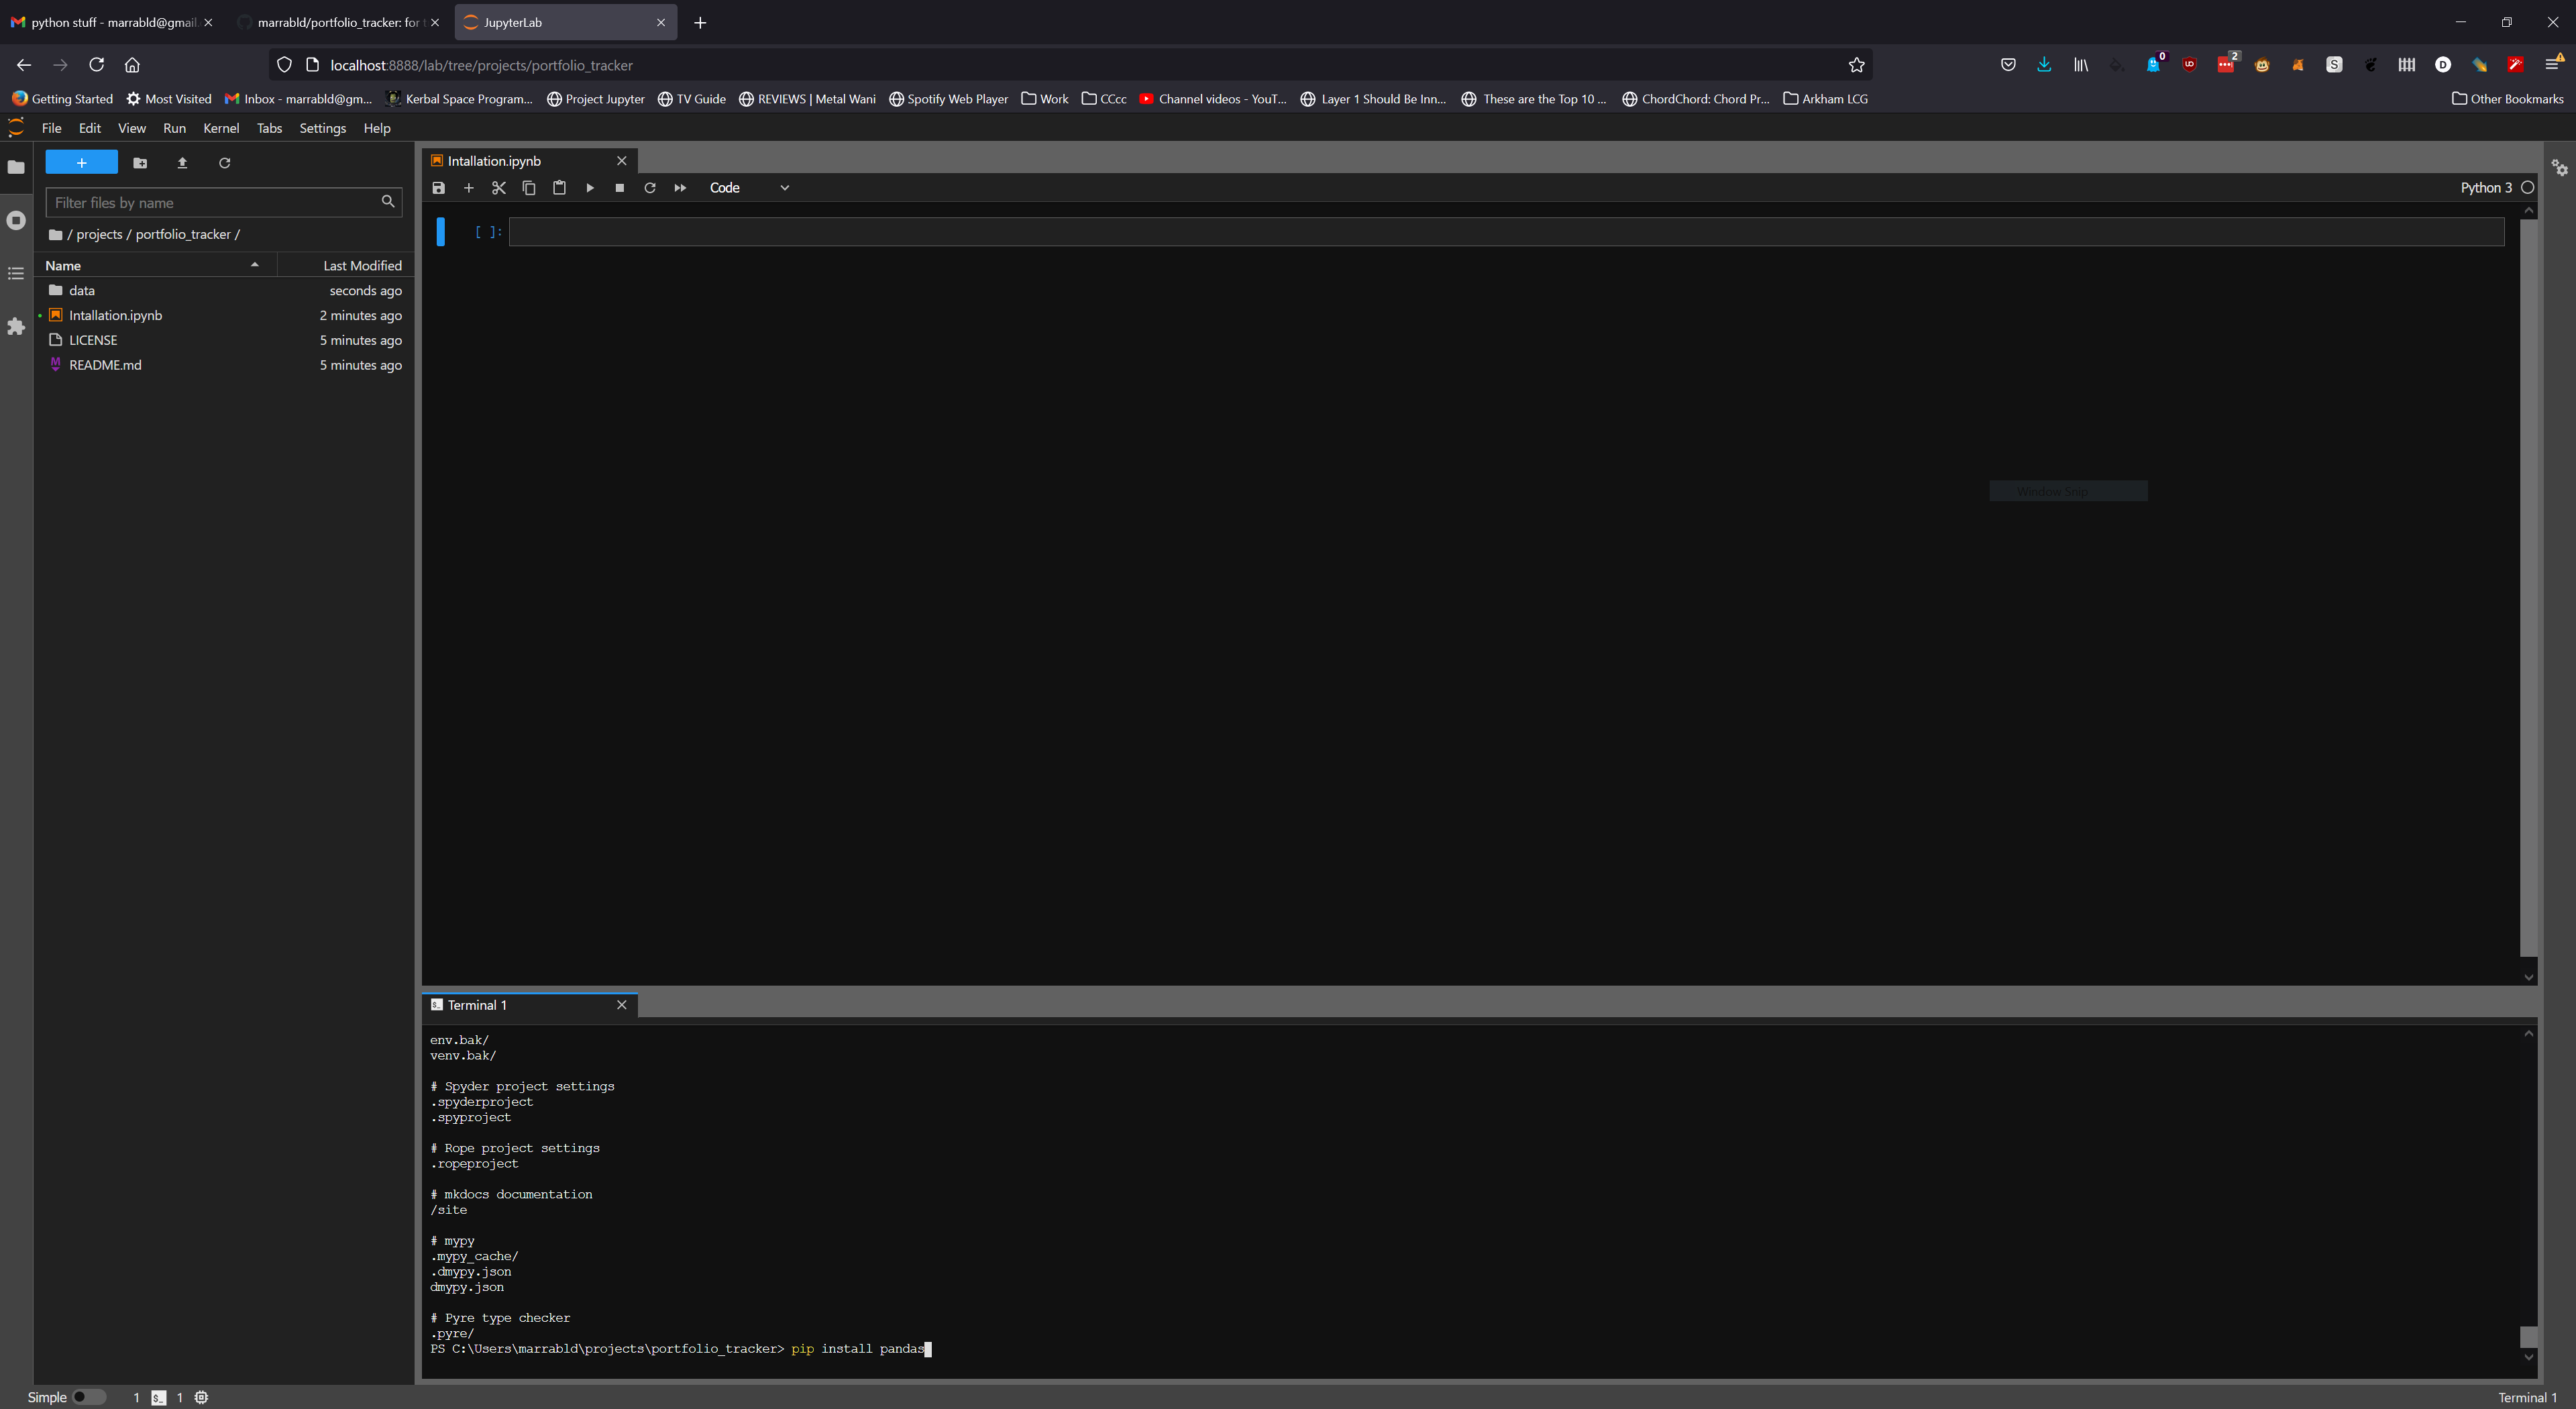 python stuff - marrabld@gmail.
marrabld/portfolio_tracker: for t
JupyterLab
localhost:8888/lab/tree/projects/portfolio_tracker
0
2
S
D
Getting Started
Most Visited
Inbox - marrabld@gm...
Kerbal Space Program...
Project Jupyter
TV Guide
REVIEWS | Metal Wani
Spotify Web Player
Work
CCcc
Channel videos - YouT...
Layer 1 Should Be Inn...
These are the Top 10 ...
ChordChord: Chord Pr...
Arkham LCG
Other Bookmarks
File Edit View Run Kernel Tabs Settings Help
Filter files by name
/ projects / portfolio_tracker /
Name Last Modified
data seconds ago
Intallation.ipynb 2 minutes ago
LICENSE 5 minutes ago
README.md 5 minutes ago
Intallation.ipynb
Code
Python 3
[ ]:
Window Snip
Terminal 1
env.bak/
venv.bak/
# Spyder project settings
.spyderproject
.spyproject
# Rope project settings
.ropeproject
# mkdocs documentation
/site
# mypy
.mypy_cache/
.dmypy.json
dmypy.json
# Pyre type checker
.pyre/
PS C:\Users\marrabld\projects\portfolio_tracker> pip install pandas
Simple
1
1
Terminal 1